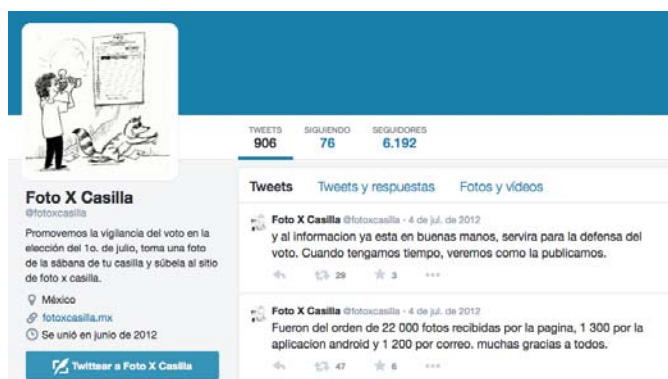 TWEETS SIGUIENDO SEGUIDORES
906 76 6.192
Foto X Casilla
@fotoxcasilla
Promovemos la vigilancia del voto en la
elección del 1o. de julio, toma una foto
de la sábana de tu casilla y súbela al sitio
de foto x casilla.
México
fotoxcasilla.mx
Se unió en junio de 2012
Twittear a Foto X Casilla
Tweets Tweets y respuestas Fotos y vídeos
Foto X Casilla @fotoxcasilla · 4 de jul. de 2012
y al informacion ya esta en buenas manos, servira para la defensa del
voto. Cuando tengamos tiempo, veremos como la publicamos.
29 3
Foto X Casilla @fotoxcasilla · 4 de jul. de 2012
Fueron del orden de 22 000 fotos recibidas por la pagina, 1 300 por la
aplicacion android y 1 200 por correo. muchas gracias a todos.
47 6